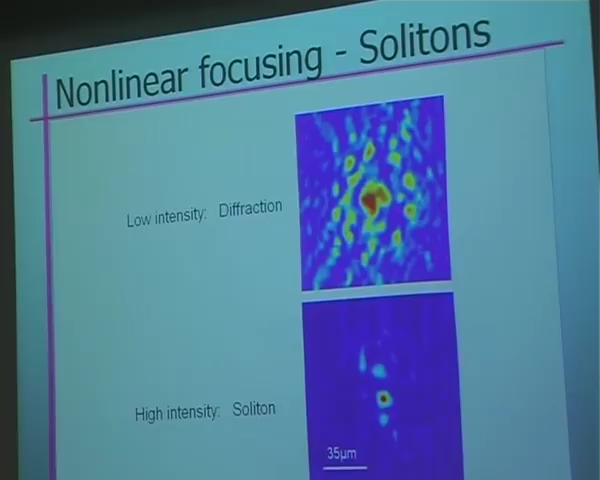 Nonlinear focusing - Solitons
Low intensity: Diffraction
High intensity: Soliton
35µm